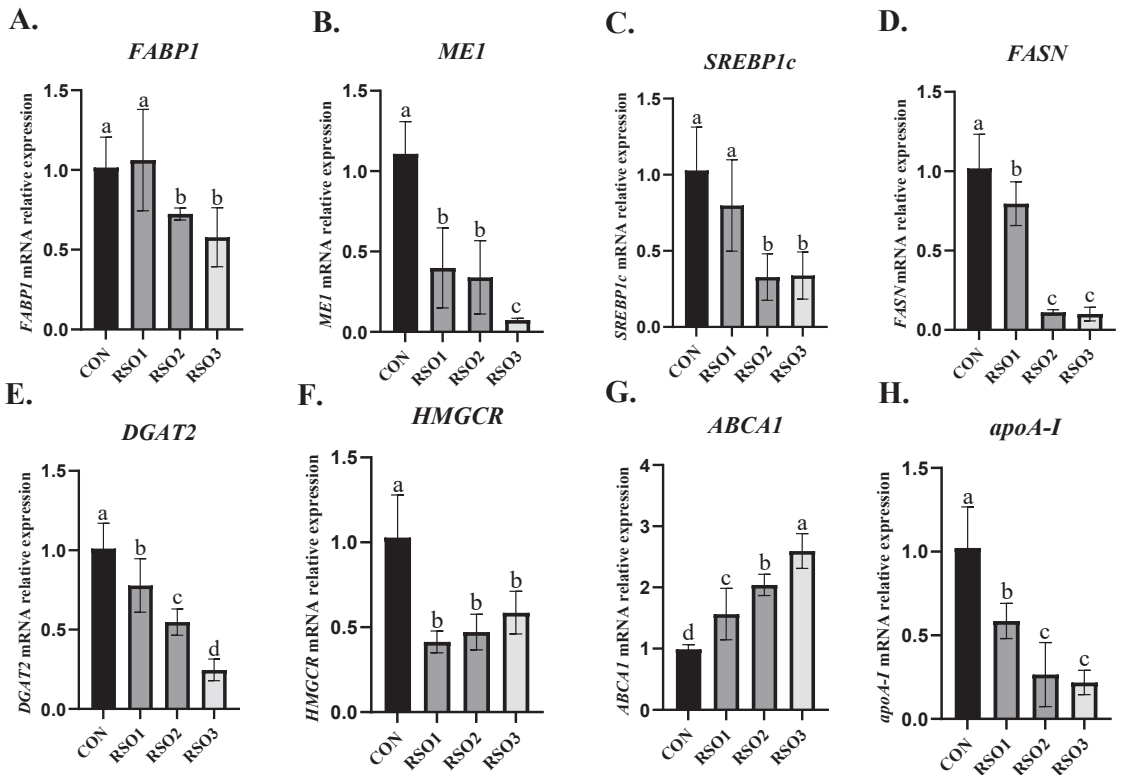 A.
FABP1
FABP1 mRNA relative expression
1.5
1.0
0.5
0.0
a
a
b
b
CON
RSO1
RSO2
RSO3
B.
ME1
ME1 mRNA relative expression
1.5
1.0
0.5
0.0
a
b
b
c
CON
RSO1
RSO2
RSO3
C.
SREBP1c
SREBP1c mRNA relative expression
1.5
1.0
0.5
0.0
a
a
b
b
CON
RSO1
RSO2
RSO3
D.
FASN
FASN mRNA relative expression
1.5
1.0
0.5
0.0
a
b
c
c
CON
RSO1
RSO2
RSO3
E.
DGAT2
DGAT2 mRNA relative expression
1.5
1.0
0.5
0.0
a
b
c
d
CON
RSO1
RSO2
RSO3
F.
HMGCR
HMGCR mRNA relative expression
1.5
1.0
0.5
0.0
a
b
b
b
CON
RSO1
RSO2
RSO3
G.
ABCA1
ABCA1 mRNA relative expression
4
3
2
1
0
d
c
b
a
CON
RSO1
RSO2
RSO3
H.
apoA-I
apoA-I mRNA relative expression
1.5
1.0
0.5
0.0
a
b
c
c
CON
RSO1
RSO2
RSO3